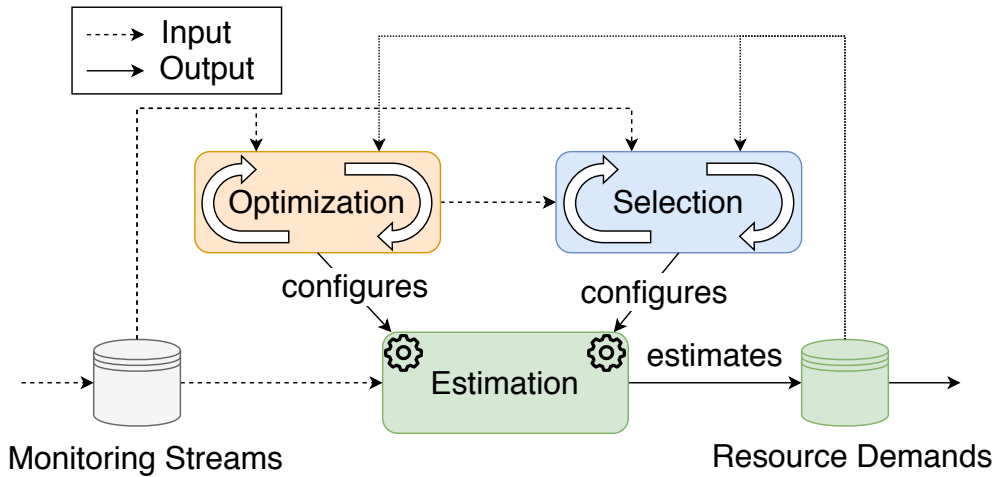 Input
Output
Optimization
Selection
configures
configures
Estimation
estimates
Monitoring Streams
Resource Demands